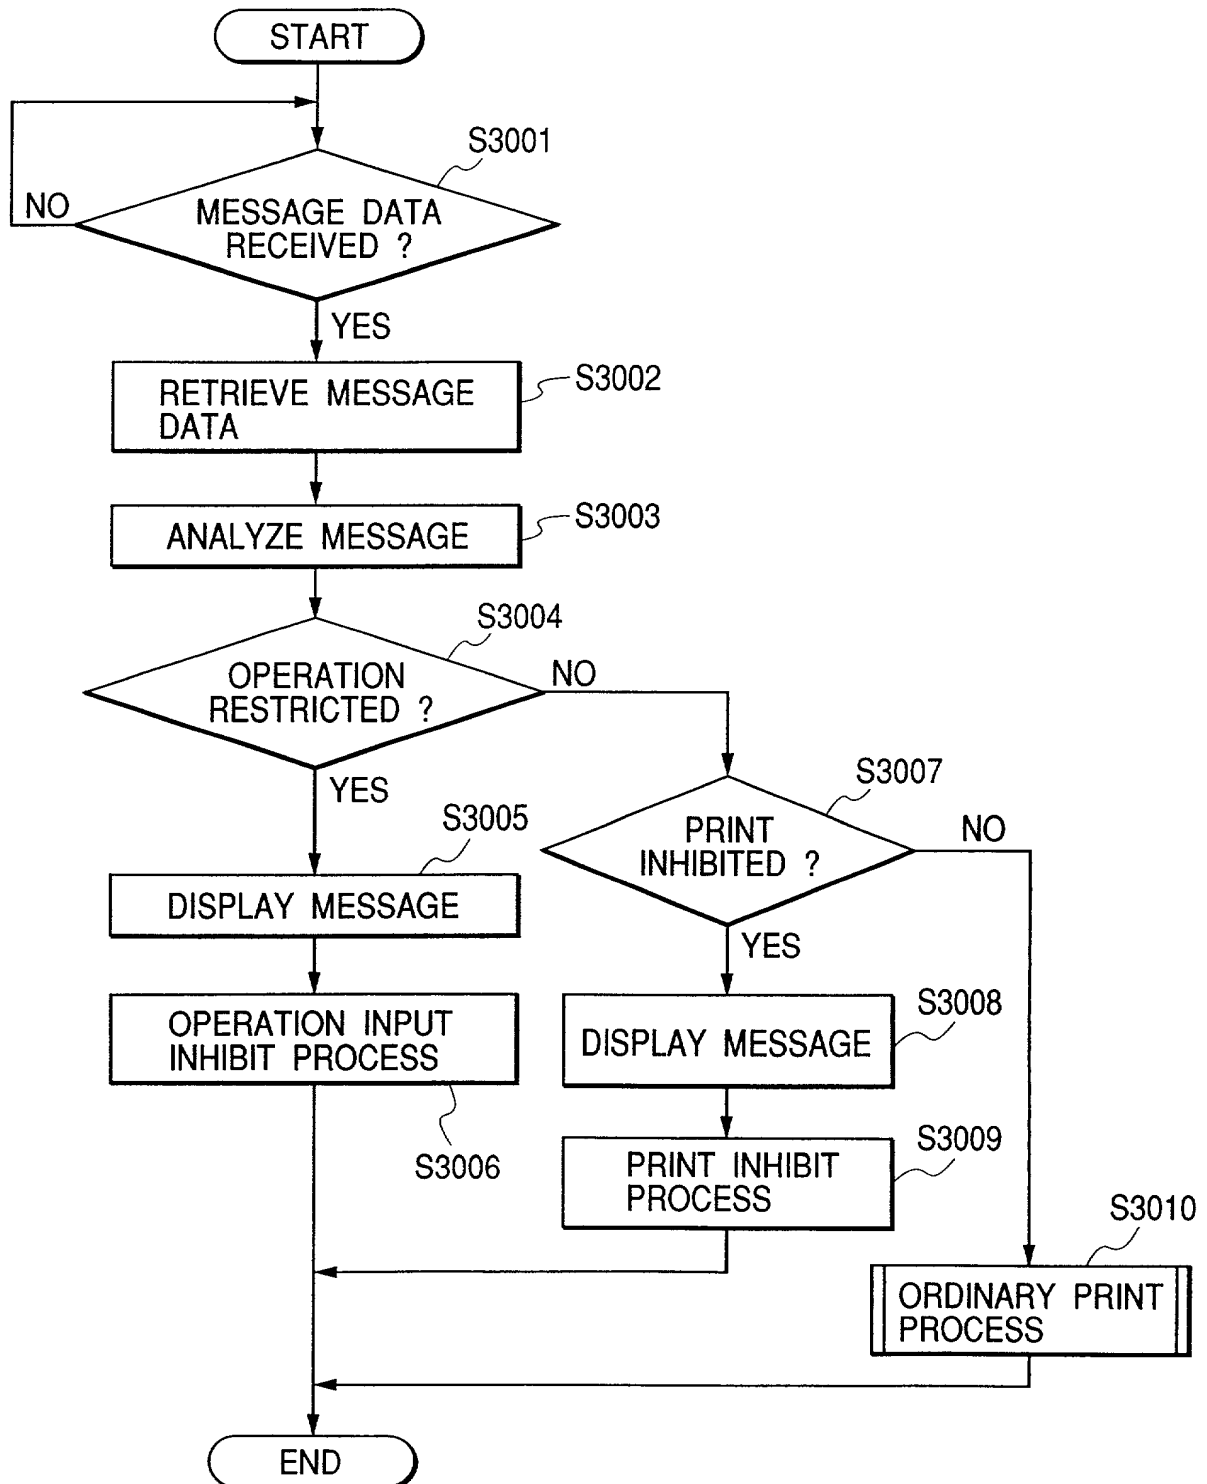 START
S3001
NO
MESSAGE DATA
RECEIVED ?
YES
RETRIEVE MESSAGE
DATA
S3002
ANALYZE MESSAGE
S3003
S3004
OPERATION
RESTRICTED ?
NO
YES
S3007
PRINT
INHIBITED ?
NO
S3005
DISPLAY MESSAGE
YES
OPERATION INPUT
INHIBIT PROCESS
S3006
S3008
DISPLAY MESSAGE
S3009
PRINT INHIBIT
PROCESS
S3010
ORDINARY PRINT
PROCESS
END